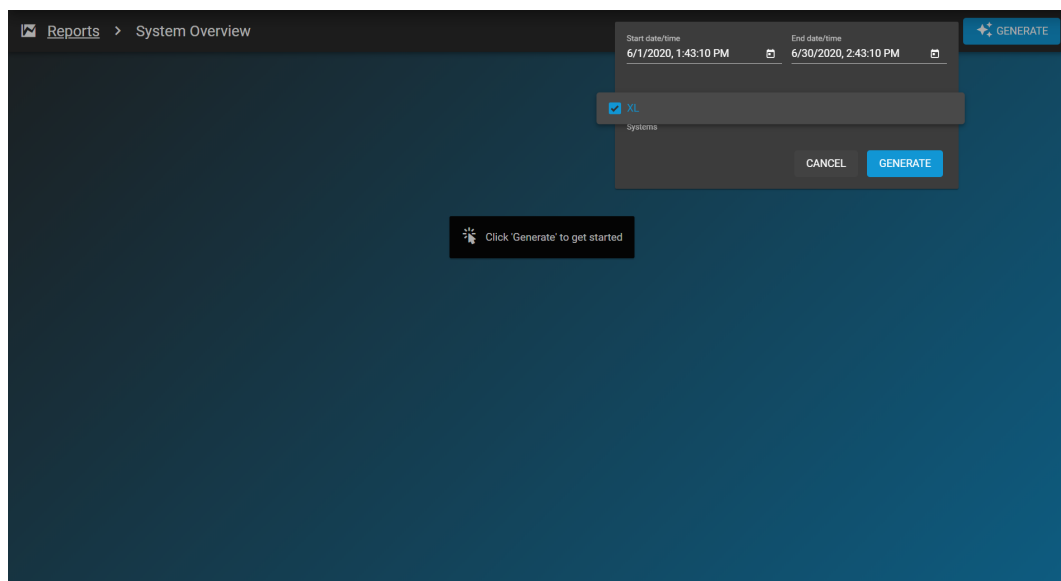 Reports > System Overview
GENERATE
Start date/time
6/1/2020, 1:43:10 PM
End date/time
6/30/2020, 2:43:10 PM
XL
Systems
CANCEL
GENERATE
Click 'Generate' to get started